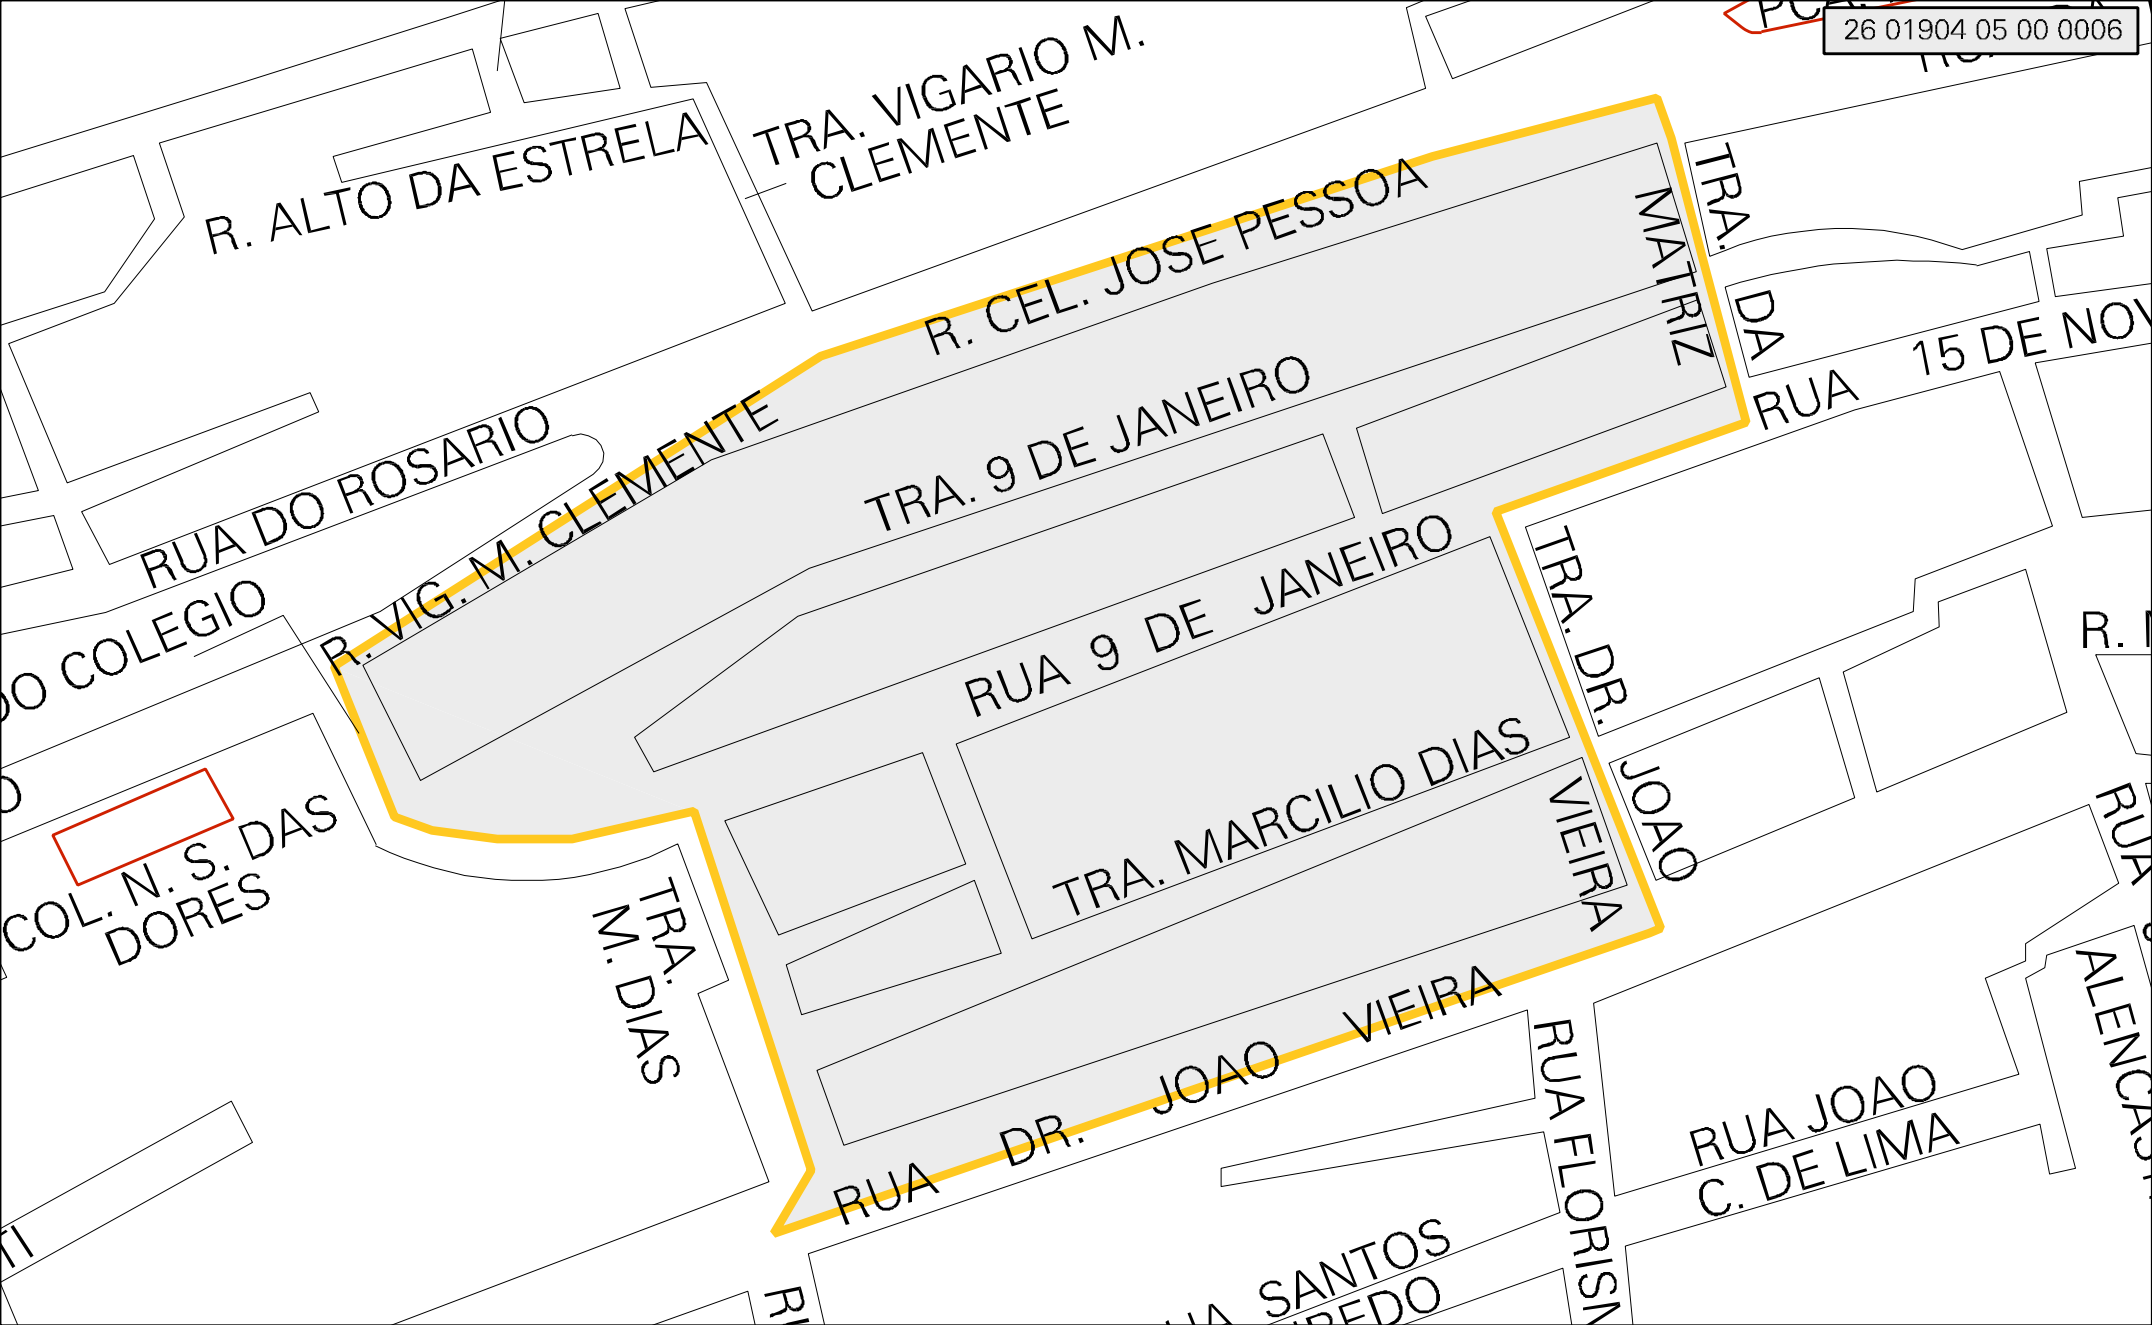 26 01904 05 00 0006
TRA. VIGARIO M.
CLEMENTE
R. ALTO DA ESTRELA
R. CEL. JOSE PESSOA
TRA. DA
MATRIZ
RUA 15 DE NOV
TRA. 9 DE JANEIRO
RUA DO ROSARIO
R. VIG. M. CLEMENTE
DO COLEGIO
RUA 9 DE JANEIRO
TRA. DR. JOAO
VIEIRA
TRA. MARCILIO DIAS
COL. N. S. DAS
DORES
TRA.
M. DIAS
RUA DR. JOAO VIEIRA
RUA
ALENCAS
RUA JOAO
C. DE LIMA
RUA FLORISM
SANTOS